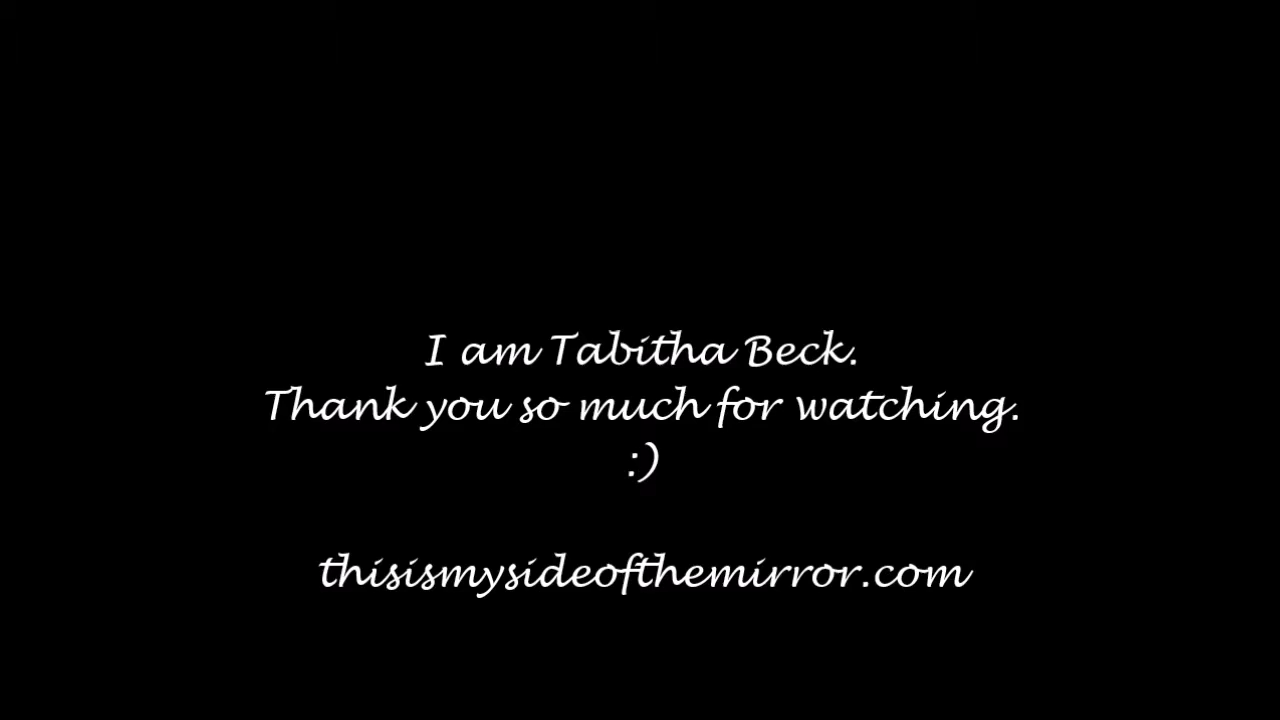 I am Tabitha Beck.
Thank you so much for watching.
:)
thisismysideofthemirror.com